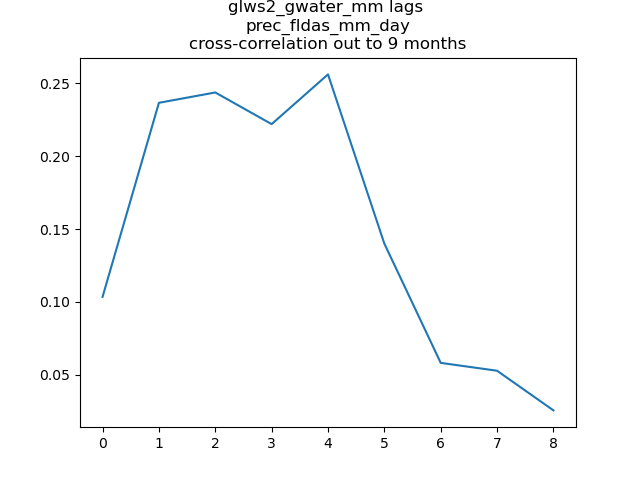 glws2_gwater_mm lags
prec_fldas_mm_day
cross-correlation out to 9 months
0.25
0.20
0.15
0.10
0.05
0 1 2 3 4 5 6 7 8